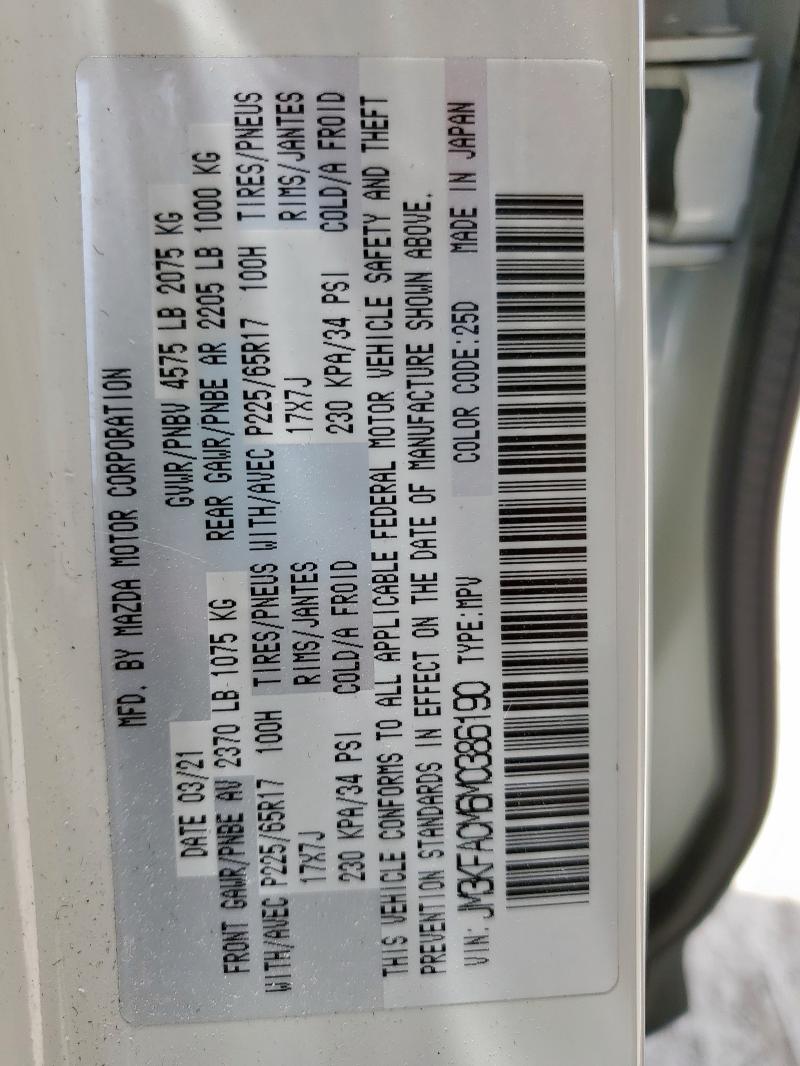 MFD. BY MAZDA MOTOR CORPORATION
DATE 03/21 GVWR/PNBV 4575 LB 2075 KG
FRONT GAWR/PNBE AV 2370 LB 1075 KG REAR GAWR/PNBE AR 2205 LB 1000 KG
WITH/AVEC P225/65R17 100H TIRES/PNEUS WITH/AVEC P225/65R17 100H TIRES/PNEUS
17X7J RIMS/JANTES 17X7J RIMS/JANTES
230 KPA/34 PSI COLD/A FROID 230 KPA/34 PSI COLD/A FROID
THIS VEHICLE CONFORMS TO ALL APPLICABLE FEDERAL MOTOR VEHICLE SAFETY AND THEFT
PREVENTION STANDARDS IN EFFECT ON THE DATE OF MANUFACTURE SHOWN ABOVE.
VIN: JM3KFACM6M0386190 TYPE:MPV COLOR CODE:25D MADE IN JAPAN